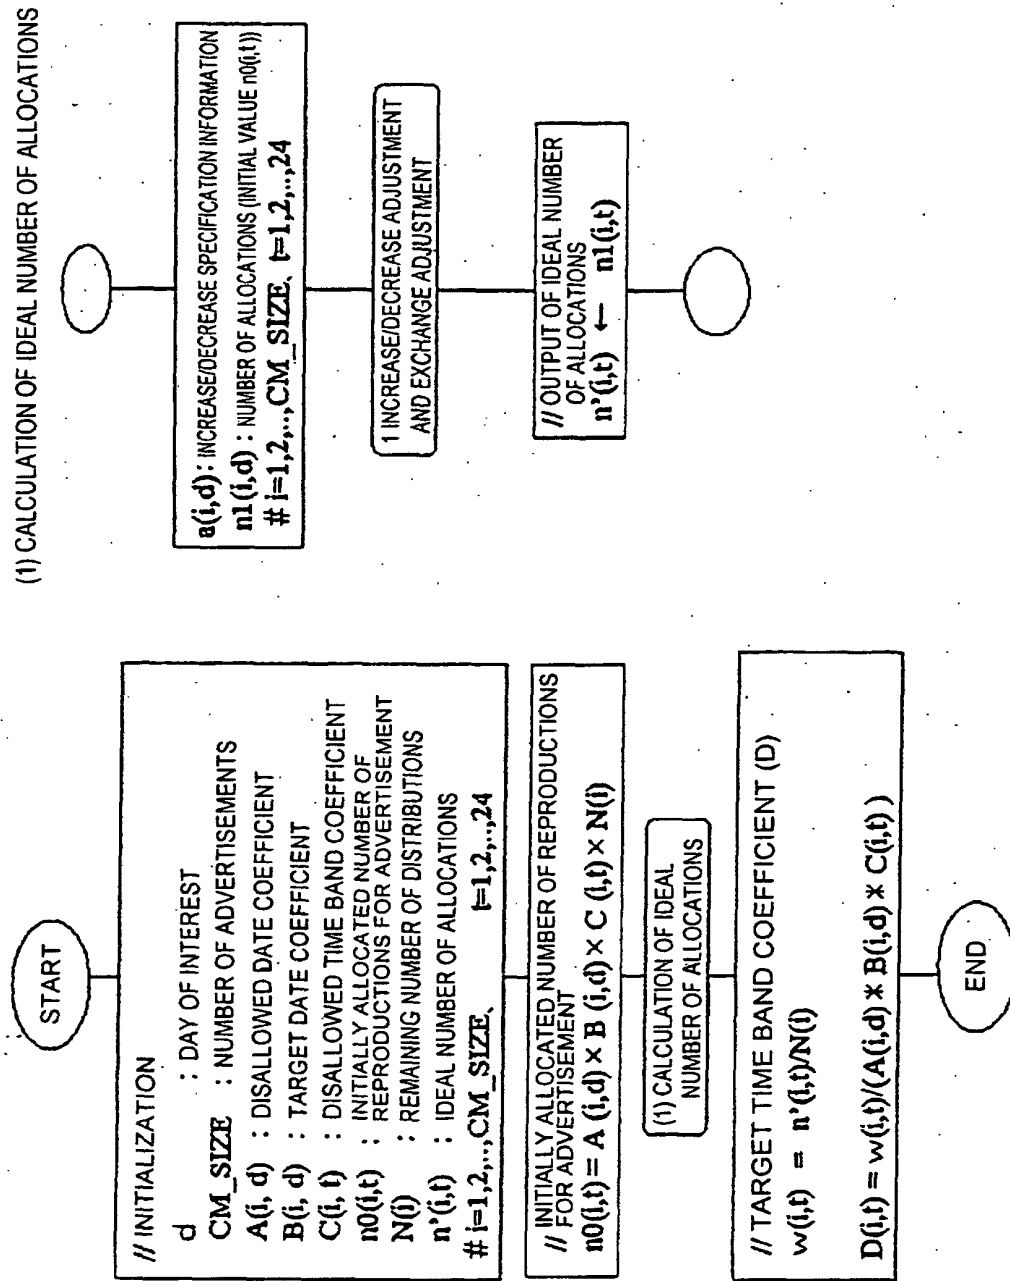 START
// INITIALIZATION
d : DAY OF INTEREST
CM_SIZE : NUMBER OF ADVERTISEMENTS
A(i, d) : DISALLOWED DATE COEFFICIENT
B(i, d) : TARGET DATE COEFFICIENT
C(i, t) : DISALLOWED TIME BAND COEFFICIENT
n0(i,t) : INITIALLY ALLOCATED NUMBER OF
REPRODUCTIONS FOR ADVERTISEMENT
N(i) : REMAINING NUMBER OF DISTRIBUTIONS
n'(i,t) : IDEAL NUMBER OF ALLOCATIONS
# i=1,2,..,CM_SIZE、 t=1,2,..,24
// INITIALLY ALLOCATED NUMBER OF REPRODUCTIONS
FOR ADVERTISEMENT
n0(i,t) = A (i,d) × B (i,d) × C (i,t) × N(i)
(1) CALCULATION OF IDEAL
NUMBER OF ALLOCATIONS
// TARGET TIME BAND COEFFICIENT (D)
w(i,t) = n'(i,t)/N(i)
D(i,t) = w(i,t)/(A(i,d) × B(i,d) × C(i,t) )
END
(1) CALCULATION OF IDEAL NUMBER OF ALLOCATIONS
a(i,d) : INCREASE/DECREASE SPECIFICATION INFORMATION
n1(i,d) : NUMBER OF ALLOCATIONS (INITIAL VALUE n0(i,t))
# i=1,2,..,CM_SIZE、 t=1,2,..,24
1 INCREASE/DECREASE ADJUSTMENT
AND EXCHANGE ADJUSTMENT
// OUTPUT OF IDEAL NUMBER
OF ALLOCATIONS
n'(i,t) ← n1(i,t)